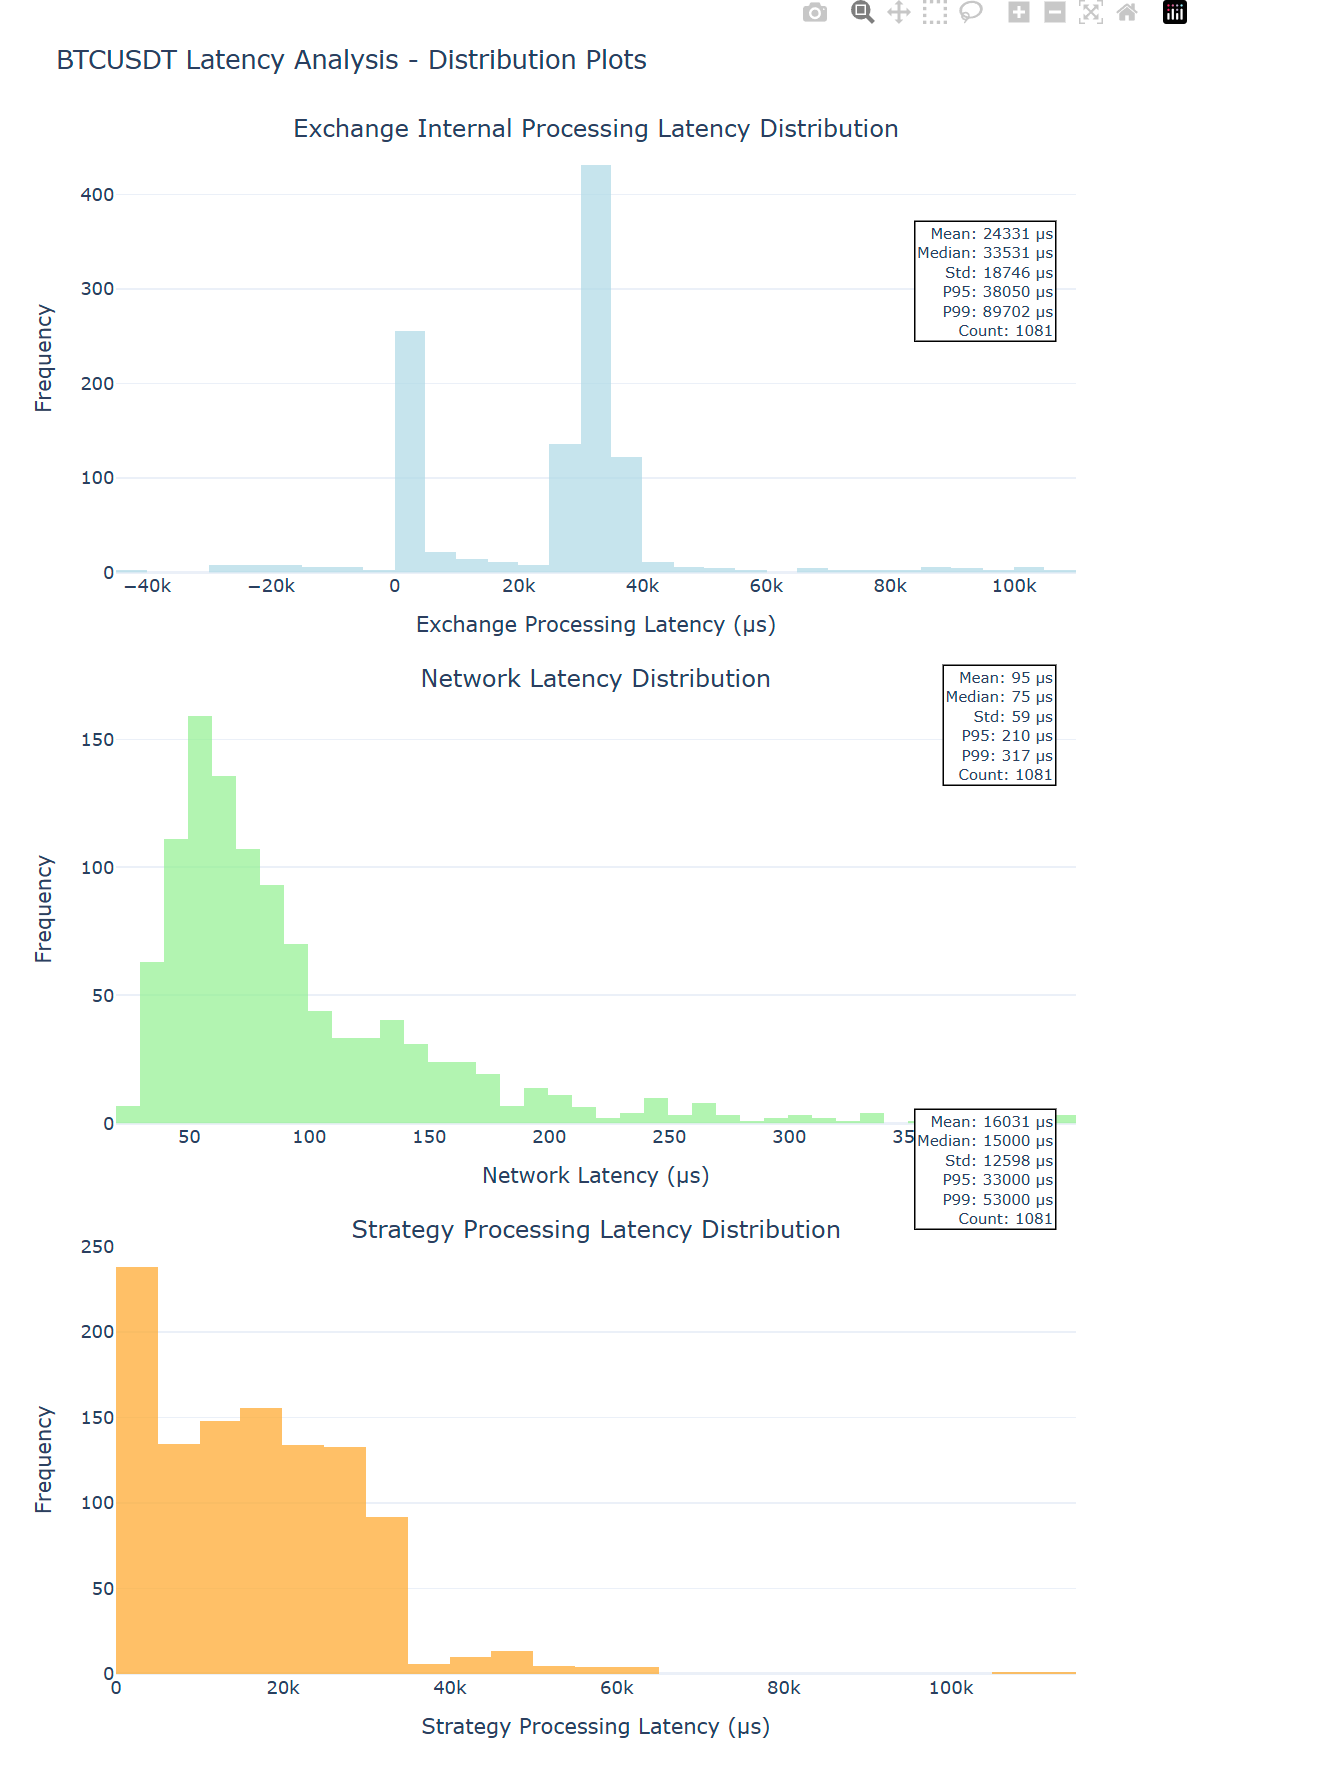 BTCUSDT Latency Analysis - Distribution Plots
Exchange Internal Processing Latency Distribution
400
300
200
100
0
Frequency
Mean: 24331 µs
Median: 33531 µs
Std: 18746 µs
P95: 38050 µs
P99: 89702 µs
Count: 1081
−40k −20k 0 20k 40k 60k 80k 100k
Exchange Processing Latency (µs)
Network Latency Distribution
Mean: 95 µs
Median: 75 µs
Std: 59 µs
P95: 210 µs
P99: 317 µs
Count: 1081
150
100
50
0
Frequency
50 100 150 200 250 300 35
Network Latency (µs)
Mean: 16031 µs
Median: 15000 µs
Std: 12598 µs
P95: 33000 µs
P99: 53000 µs
Count: 1081
Strategy Processing Latency Distribution
250
200
150
100
50
0
Frequency
0 20k 40k 60k 80k 100k
Strategy Processing Latency (µs)